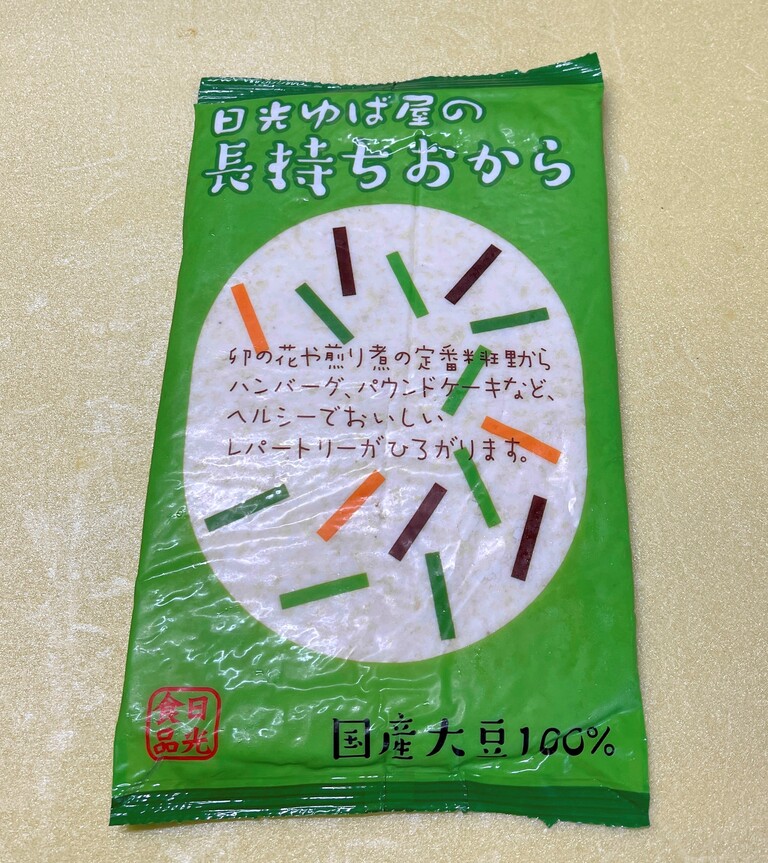 日光ゆば屋の
長持ちおから
卯の花や煎り煮の定番料理から
ハンバーグ、パウンドケーキなど、
ヘルシーでおいしい
レパートリーがひろがります。
日光
食品
国産大豆100%